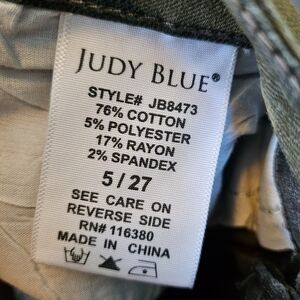 JUDY BLUE®
STYLE# JB8473
76% COTTON
5% POLYESTER
17% RAYON
2% SPANDEX
5 / 27
SEE CARE ON
REVERSE SIDE
RN# 116380
MADE IN CHINA